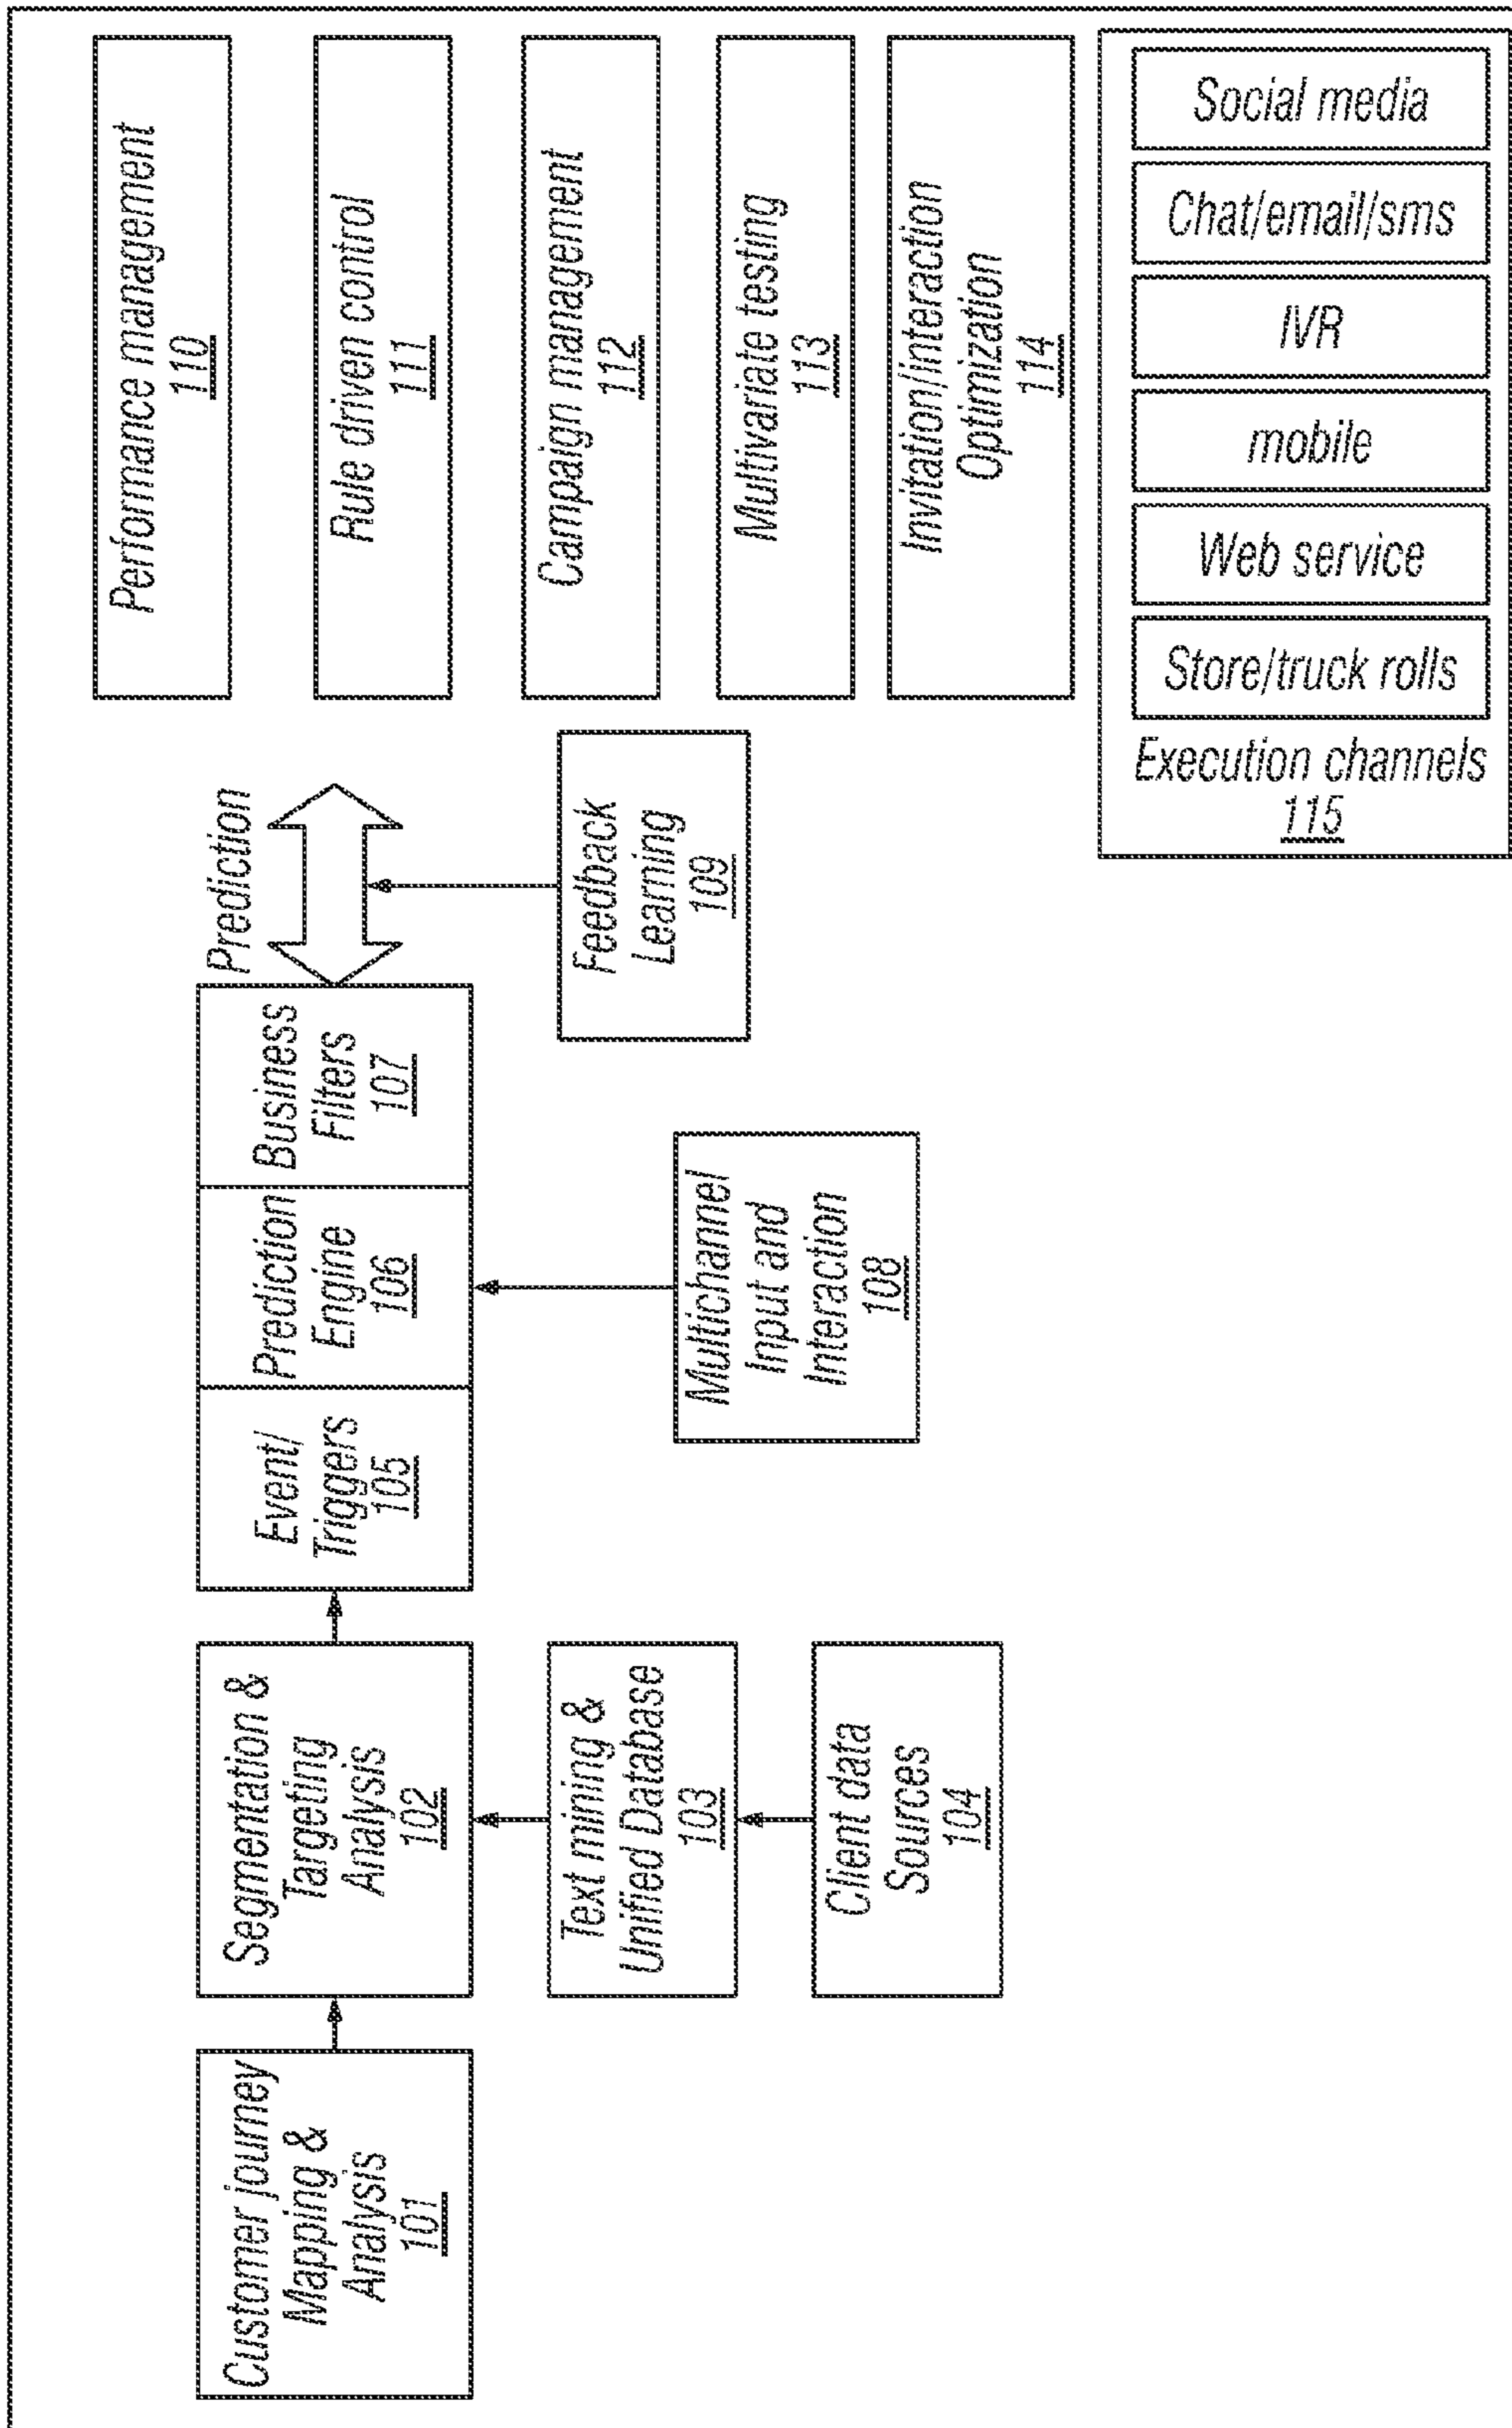 Customer journey
Mapping &
Analysis
101
Segmentation &
Targeting
Analysis
102
Text mining &
Unified Database
103
Client data
Sources
104
Event/
Triggers
105
Prediction
Engine
106
Business
Filters
107
Multichannel
Input and
Interaction
108
Prediction
Feedback
Learning
109
Performance management
110
Rule driven control
111
Campaign management
112
Multivariate testing
113
Invitation/interaction
Optimization
114
Execution channels
115
Store/truck rolls
Web service
mobile
IVR
Chat/email/sms
Social media